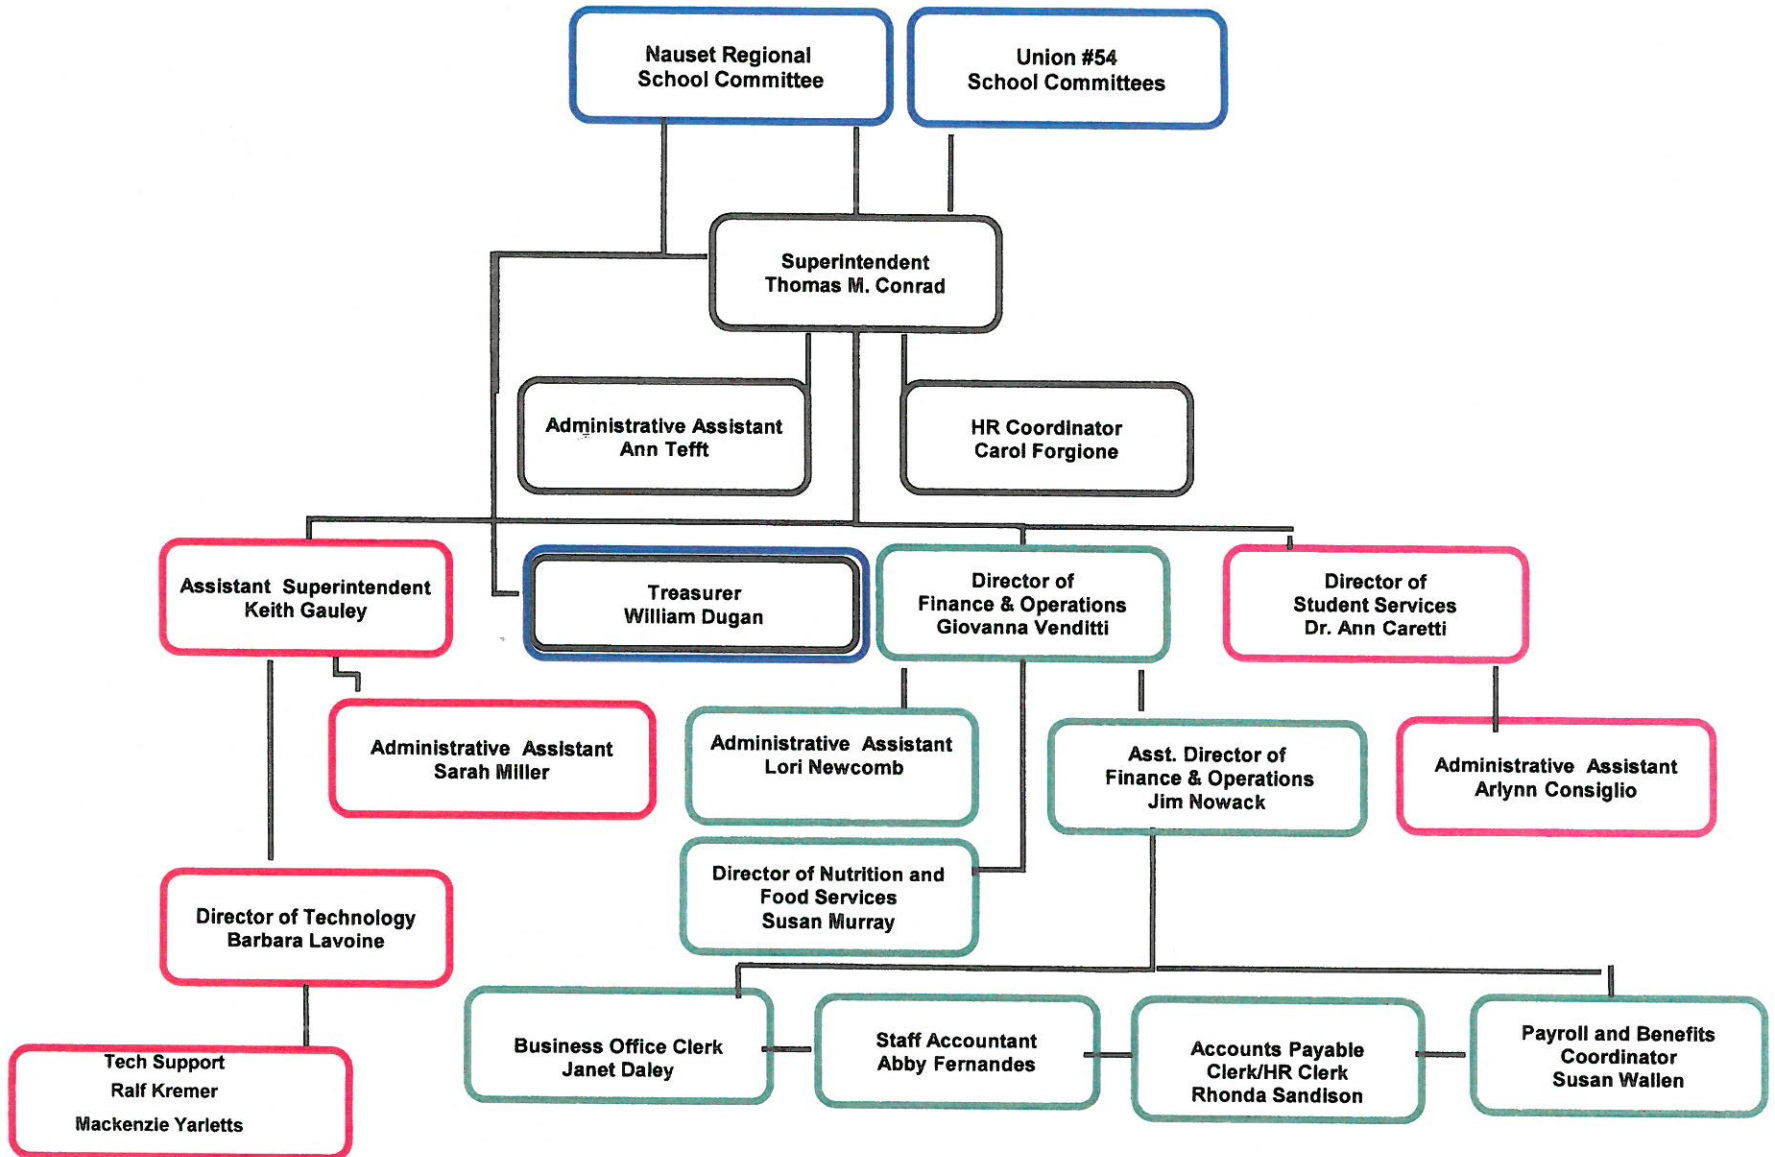 Nauset Regional
School Committee
Union #54
School Committees
Superintendent
Thomas M. Conrad
Administrative Assistant
Ann Tefft
HR Coordinator
Carol Forgione
Assistant Superintendent
Keith Gauley
Treasurer
William Dugan
Director of
Finance & Operations
Giovanna Venditti
Director of
Student Services
Dr. Ann Caretti
Administrative Assistant
Sarah Miller
Administrative Assistant
Lori Newcomb
Asst. Director of
Finance & Operations
Jim Nowack
Administrative Assistant
Arlynn Consiglio
Director of Nutrition and
Food Services
Susan Murray
Director of Technology
Barbara Lavoine
Tech Support
Ralf Kremer
Mackenzie Yarletts
Business Office Clerk
Janet Daley
Staff Accountant
Abby Fernandes
Accounts Payable
Clerk/HR Clerk
Rhonda Sandison
Payroll and Benefits
Coordinator
Susan Wallen